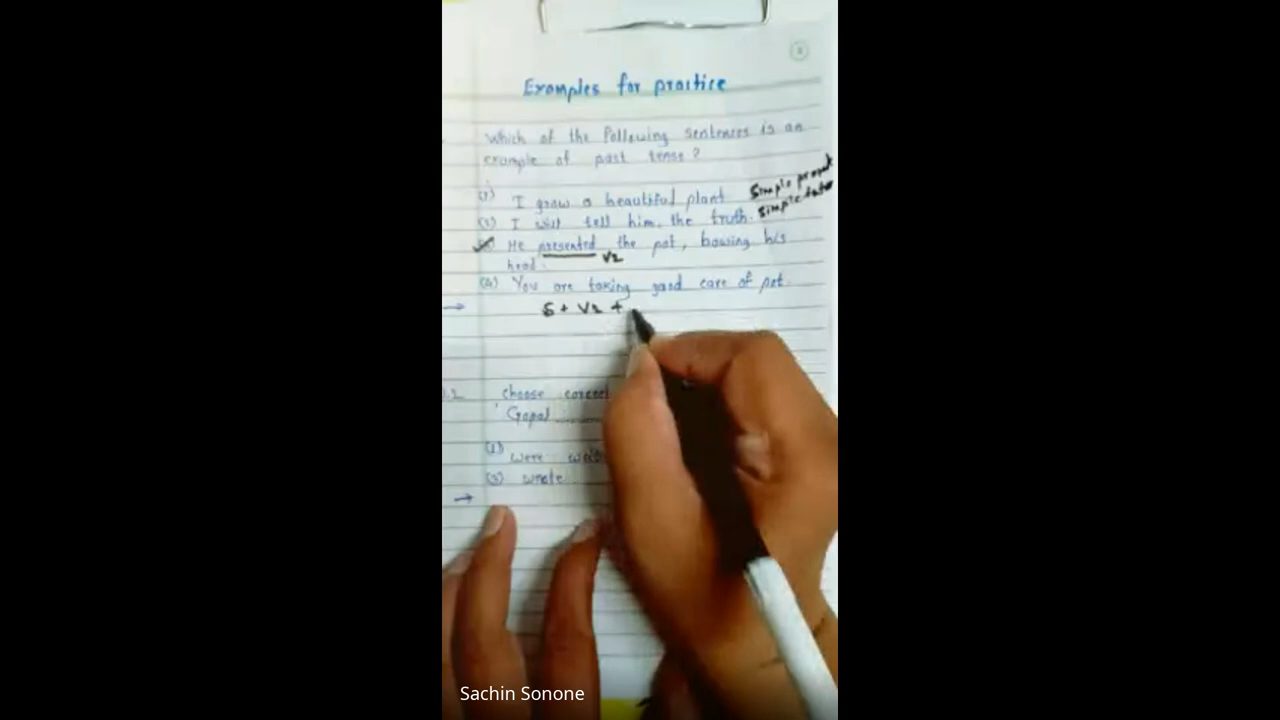 Examples for practice
Which of the following sentences is an
example of past tense ?
(1) I grow a beautiful plant Simple present
(2) I will tell him, the truth. Simple
(3) He presented the pot, bowing his
V2
head.
(4) You are taking good care of pot.
→ S + V2 +
choose correct
Gopal
(1) were
(3) wrote
→
Sachin Sonone